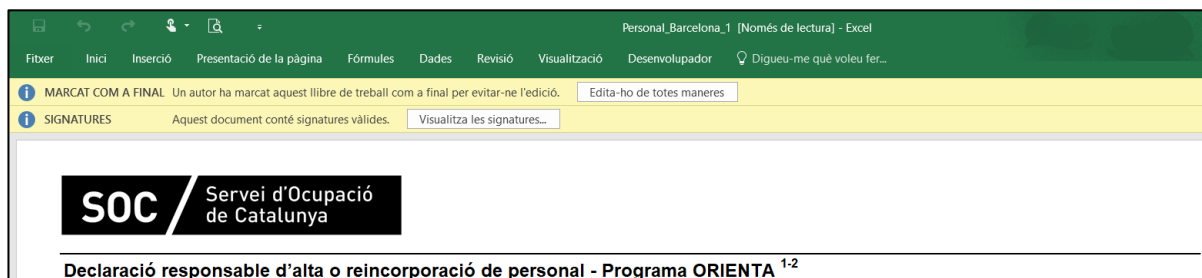 Personal_Barcelona_1 [Només de lectura] - Excel
Fitxer Inici Inserció Presentació de la pàgina Fórmules Dades Revisió Visualització Desenvolupador Digueu-me què voleu fer...
MARCAT COM A FINAL Un autor ha marcat aquest llibre de treball com a final per evitar-ne l'edició. Edita-ho de totes maneres
SIGNATURES Aquest document conté signatures vàlides. Visualitza les signatures...
SOC Servei d'Ocupació
de Catalunya
Declaració responsable d'alta o reincorporació de personal - Programa ORIENTA 1-2